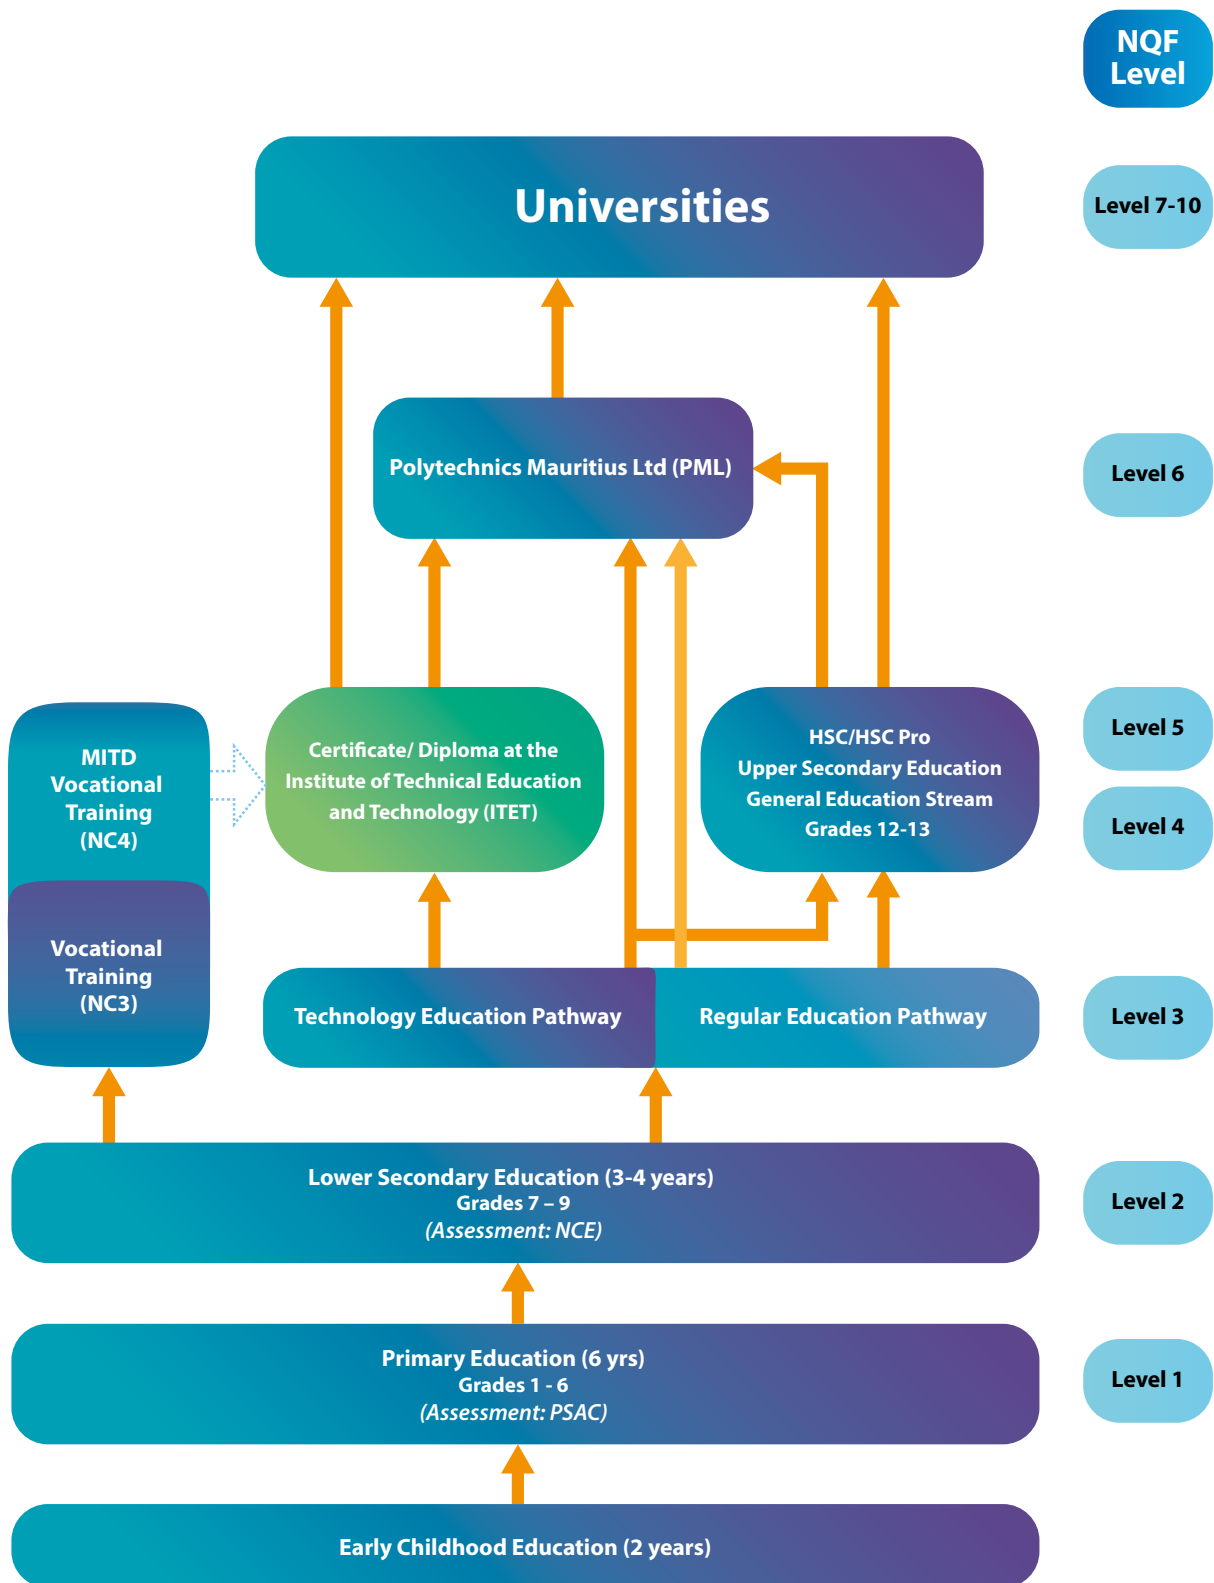 NQF
Level
Universities
Level 7-10
Polytechnics Mauritius Ltd (PML)
Level 6
MITD
Vocational
Training
(NC4)
Certificate/ Diploma at the
Institute of Technical Education
and Technology (ITET)
HSC/HSC Pro
Upper Secondary Education
General Education Stream
Grades 12-13
Level 5
Level 4
Vocational
Training
(NC3)
Technology Education Pathway
Regular Education Pathway
Level 3
Lower Secondary Education (3-4 years)
Grades 7 – 9
(Assessment: NCE)
Level 2
Primary Education (6 yrs)
Grades 1 - 6
(Assessment: PSAC)
Level 1
Early Childhood Education (2 years)